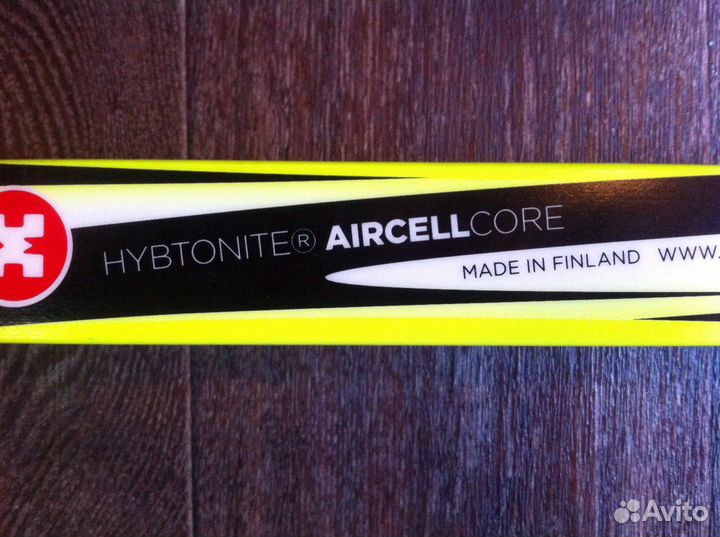 HYBTONITE® AIRCELLCORE
MADE IN FINLAND WWW.
Avito